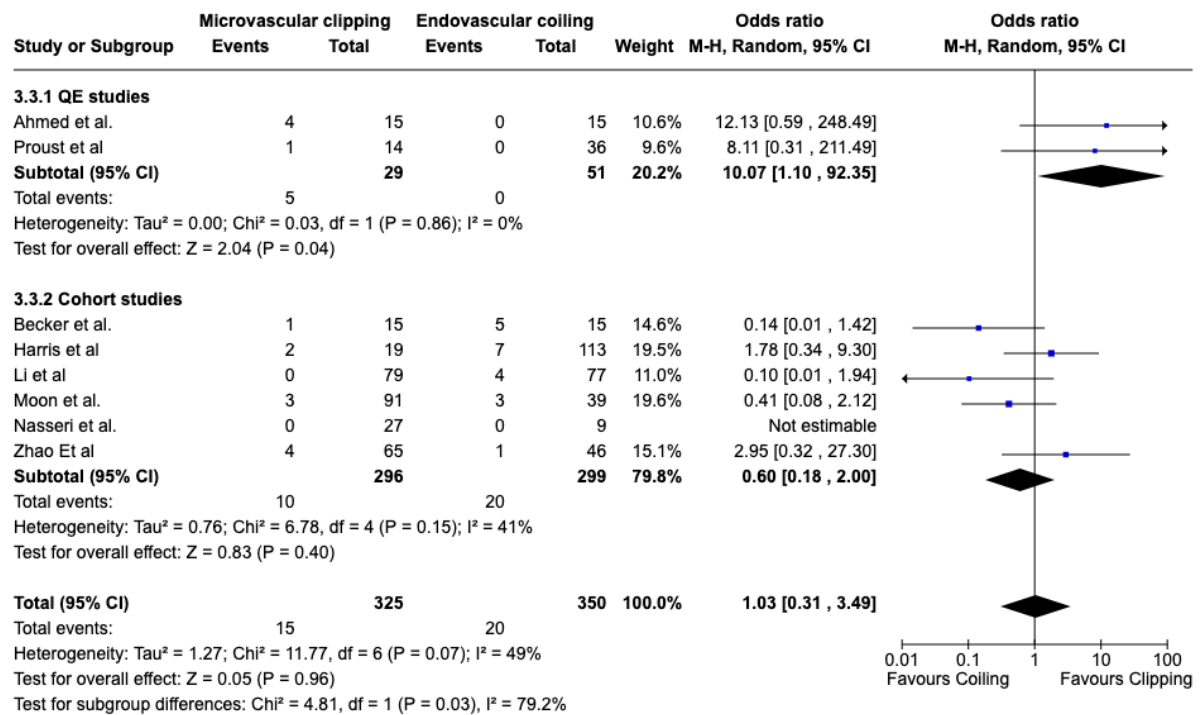 Microvascular clipping Endovascular coiling Odds ratio Odds ratio
Study or Subgroup Events Total Events Total Weight M-H, Random, 95% CI M-H, Random, 95% CI
3.3.1 QE studies
Ahmed et al. 4 15 0 15 10.6% 12.13 [0.59 , 248.49]
Proust et al 1 14 0 36 9.6% 8.11 [0.31 , 211.49]
Subtotal (95% CI) 29 51 20.2% 10.07 [1.10 , 92.35]
Total events: 5 0
Heterogeneity: Tau² = 0.00; Chi² = 0.03, df = 1 (P = 0.86); I² = 0%
Test for overall effect: Z = 2.04 (P = 0.04)
3.3.2 Cohort studies
Becker et al. 1 15 5 15 14.6% 0.14 [0.01 , 1.42]
Harris et al 2 19 7 113 19.5% 1.78 [0.34 , 9.30]
Li et al 0 79 4 77 11.0% 0.10 [0.01 , 1.94]
Moon et al. 3 91 3 39 19.6% 0.41 [0.08 , 2.12]
Nasseri et al. 0 27 0 9 Not estimable
Zhao Et al 4 65 1 46 15.1% 2.95 [0.32 , 27.30]
Subtotal (95% CI) 296 299 79.8% 0.60 [0.18 , 2.00]
Total events: 10 20
Heterogeneity: Tau² = 0.76; Chi² = 6.78, df = 4 (P = 0.15); I² = 41%
Test for overall effect: Z = 0.83 (P = 0.40)
Total (95% CI) 325 350 100.0% 1.03 [0.31 , 3.49]
Total events: 15 20
Heterogeneity: Tau² = 1.27; Chi² = 11.77, df = 6 (P = 0.07); I² = 49%
Test for overall effect: Z = 0.05 (P = 0.96)
Test for subgroup differences: Chi² = 4.81, df = 1 (P = 0.03), I² = 79.2%
0.01 0.1 1 10 100
Favours Coiling Favours Clipping